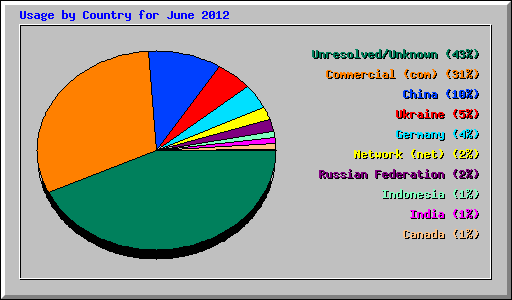 Usage by Country for June 2012
Unresolved/Unknown (43%)
Commercial (com) (31%)
China (10%)
Ukraine (5%)
Germany (4%)
Network (net) (2%)
Russian Federation (2%)
Indonesia (1%)
India (1%)
Canada (1%)